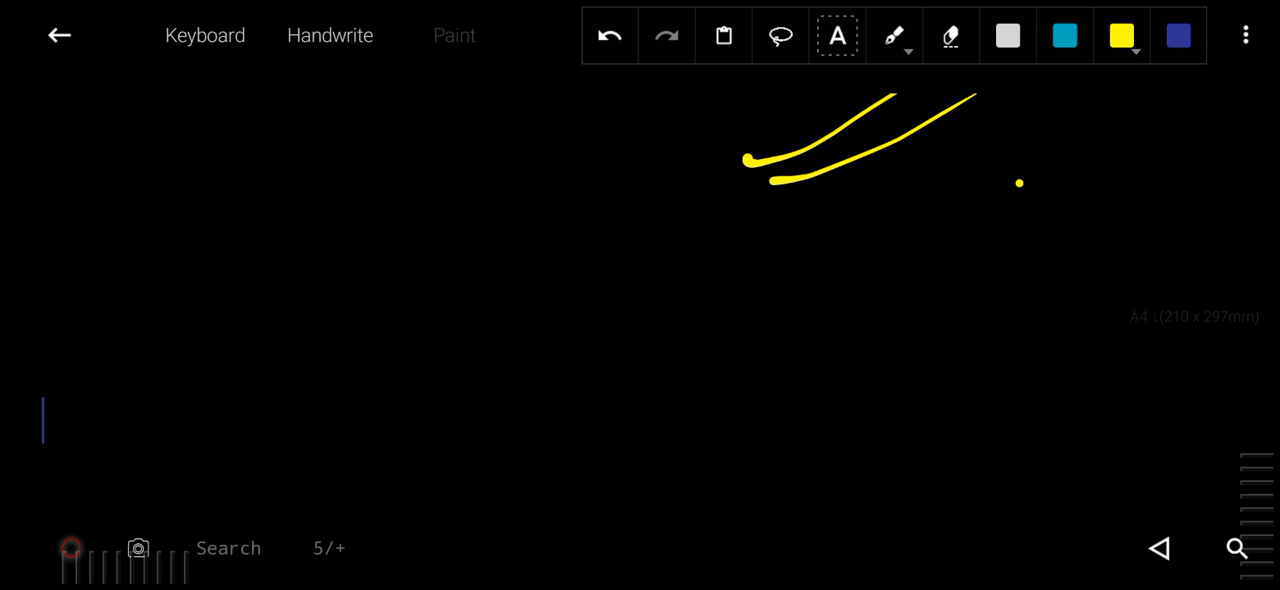 Keyboard Handwrite Paint A
A4 ↓(210 x 297mm)
Search 5/+